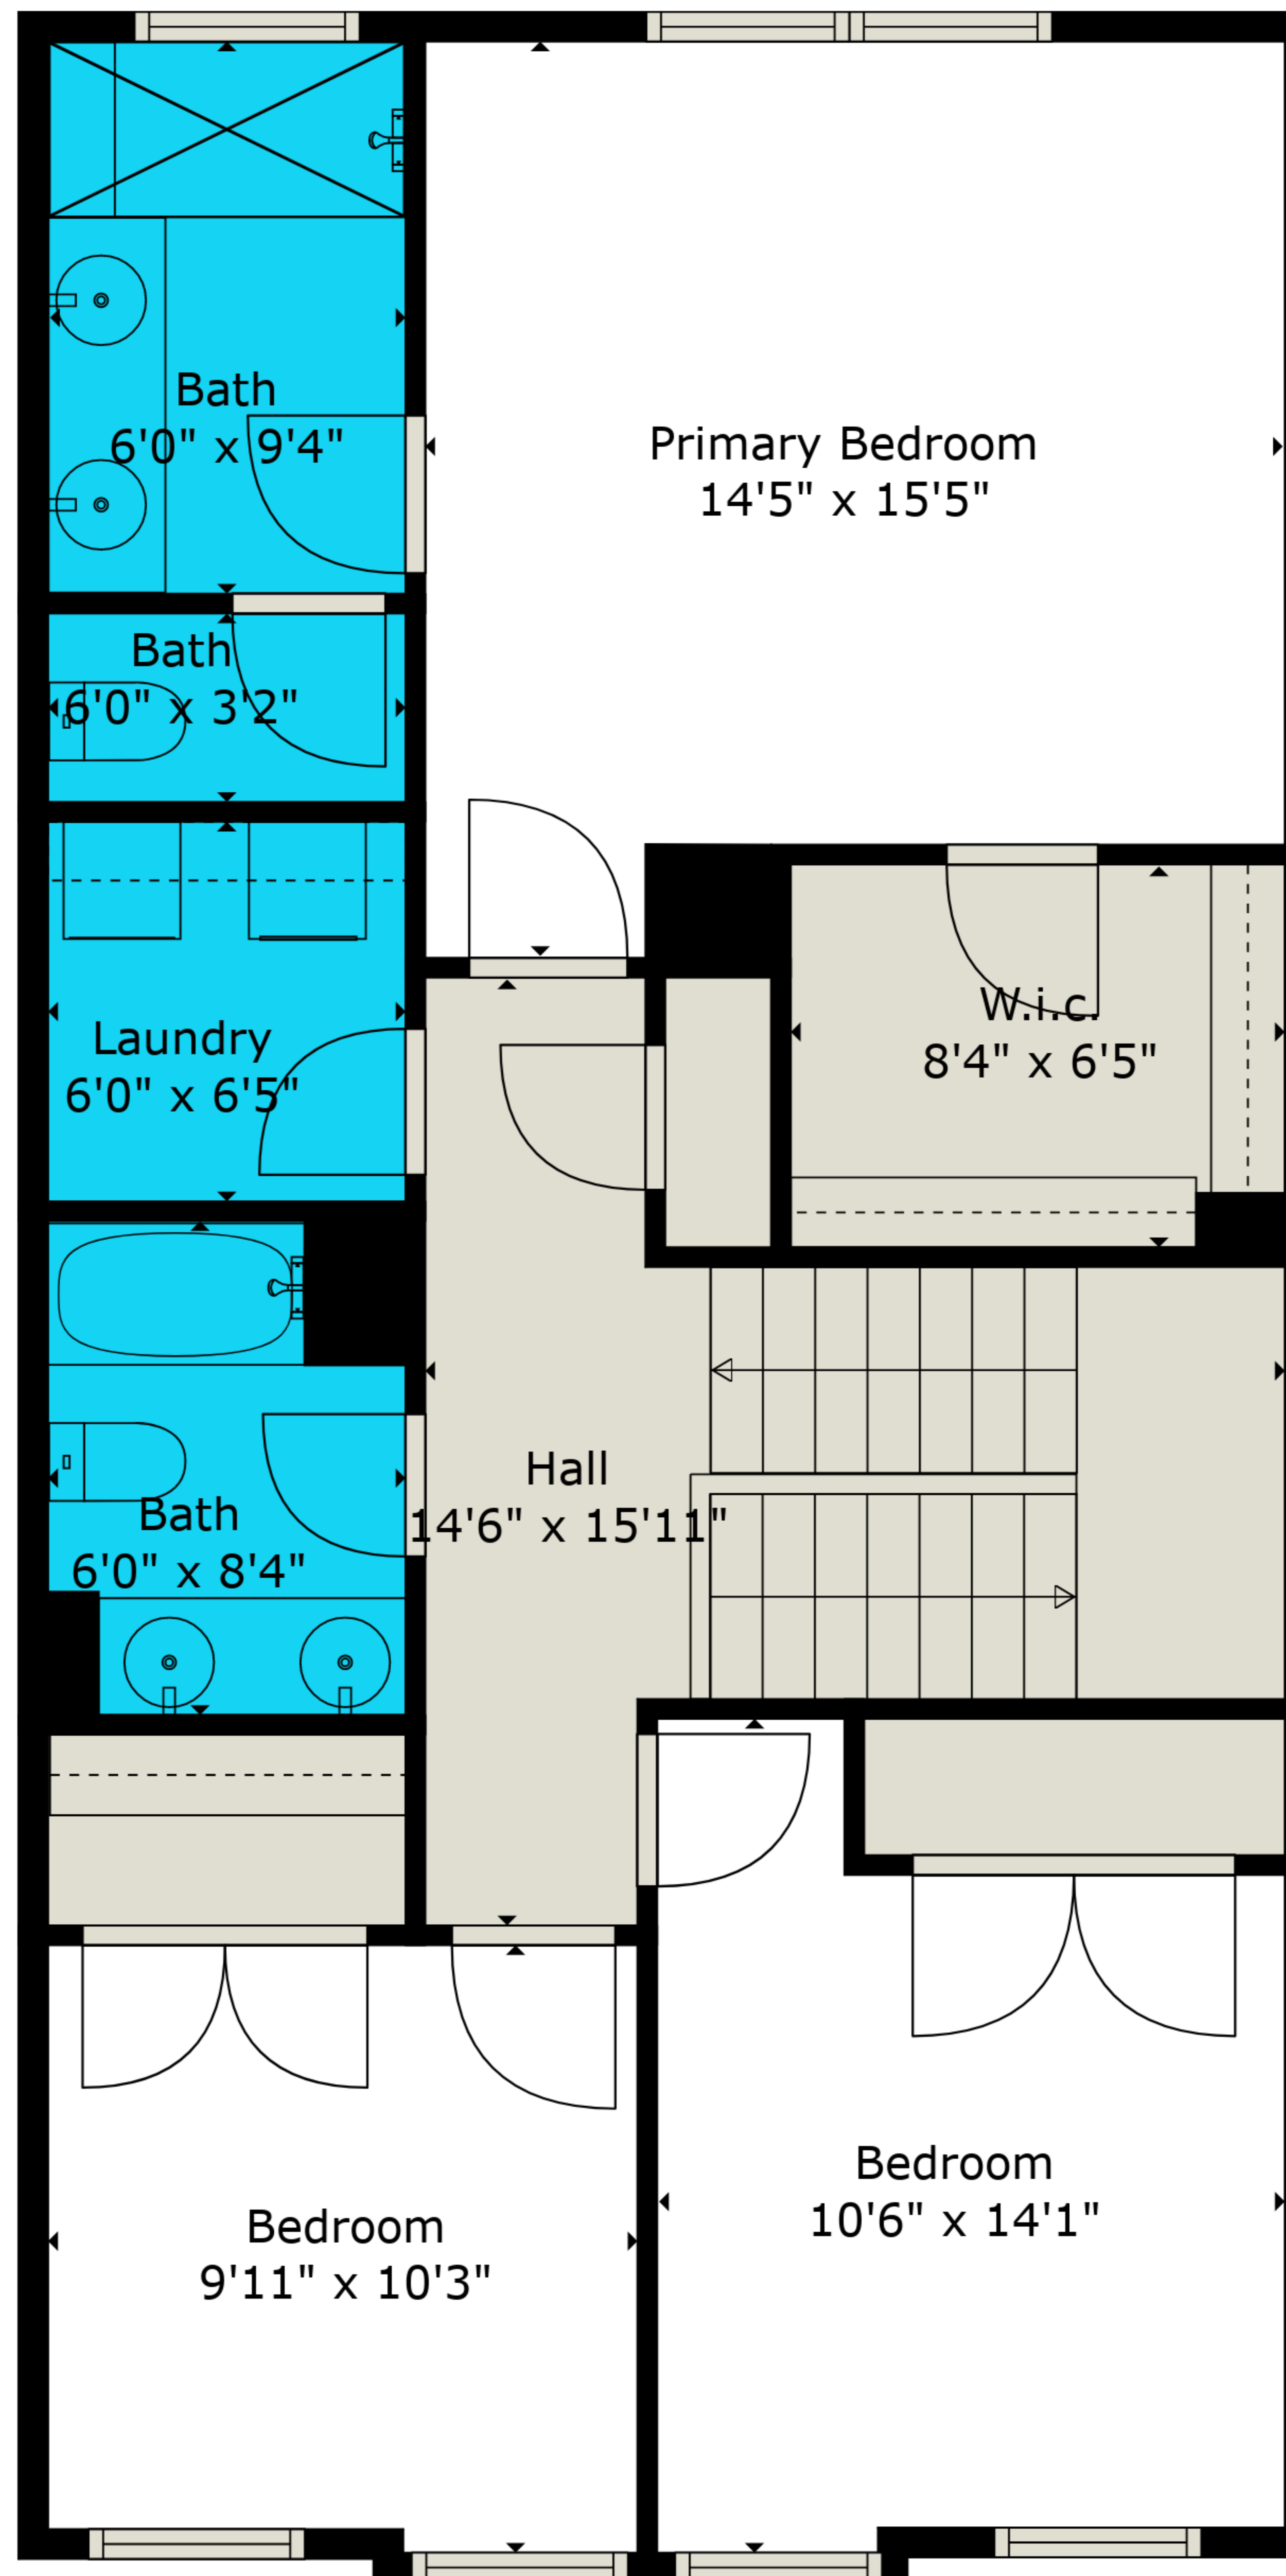 Bath
6'0" x 9'4"
Primary Bedroom
14'5" x 15'5"
Bath
6'0" x 3'2"
Laundry
6'0" x 6'5"
W.i.c.
8'4" x 6'5"
Hall
14'6" x 15'11"
Bath
6'0" x 8'4"
Bedroom
10'6" x 14'1"
Bedroom
9'11" x 10'3"